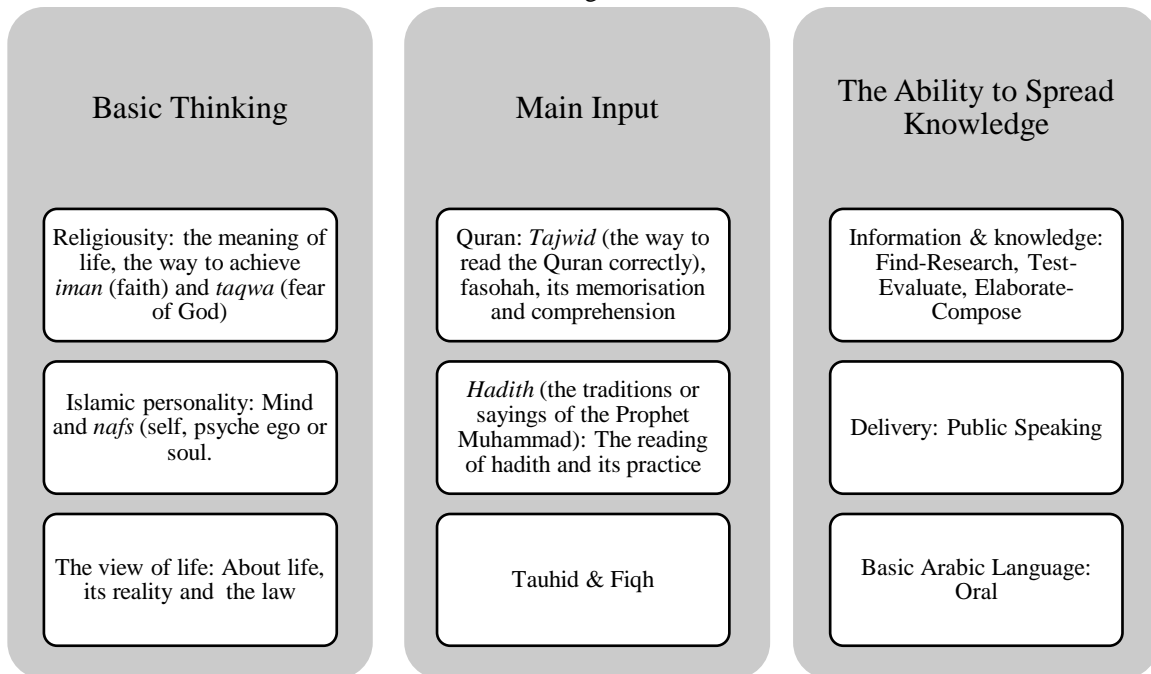 Basic Thinking
Religiousity: the meaning of
life, the way to achieve
iman (faith) and taqwa (fear
of God)
Islamic personality: Mind
and nafs (self, psyche ego or
soul.
The view of life: About life,
its reality and the law
Main Input
Quran: Tajwid (the way to
read the Quran correctly),
fasohah, its memorisation
and comprehension
Hadith (the traditions or
sayings of the Prophet
Muhammad): The reading
of hadith and its practice
Tauhid & Fiqh
The Ability to Spread
Knowledge
Information & knowledge:
Find-Research, Test-
Evaluate, Elaborate-
Compose
Delivery: Public Speaking
Basic Arabic Language:
Oral